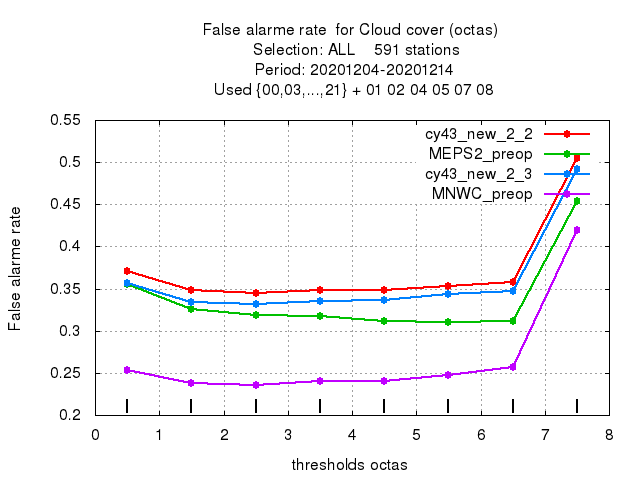 False alarme rate  for Cloud cover (octas)
Selection: ALL    591 stations
Period: 20201204-20201214
Used {00,03,...,21} + 01 02 04 05 07 08
cy43_new_2_2
MEPS2_preop
cy43_new_2_3
MNWC_preop
False alarme rate
0.55
0.5
0.45
0.4
0.35
0.3
0.25
0.2
0 1 2 3 4 5 6 7 8
thresholds octas